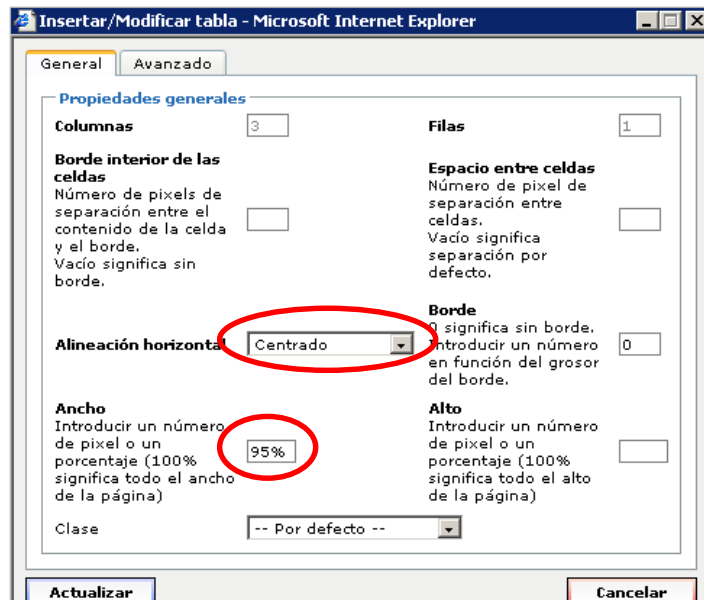 Insertar/Modificar tabla - Microsoft Internet Explorer
General
Avanzado
Propiedades generales
Columnas
3
Filas
1
Borde interior de las
celdas
Número de pixels de
separación entre el
contenido de la celda
y el borde.
Vacío significa sin
borde.
Espacio entre celdas
Número de pixel de
separación entre
celdas.
Vacío significa
separación por
defecto.
Alineación horizontal
Centrado
Borde
0 significa sin borde.
Introducir un número
en función del grosor
del borde.
0
Ancho
Introducir un número
de pixel o un
porcentaje (100%
significa todo el ancho
de la página)
95%
Alto
Introducir un número
de pixel o un
porcentaje (100%
significa todo el alto
de la página)
Clase
-- Por defecto --
Actualizar
Cancelar